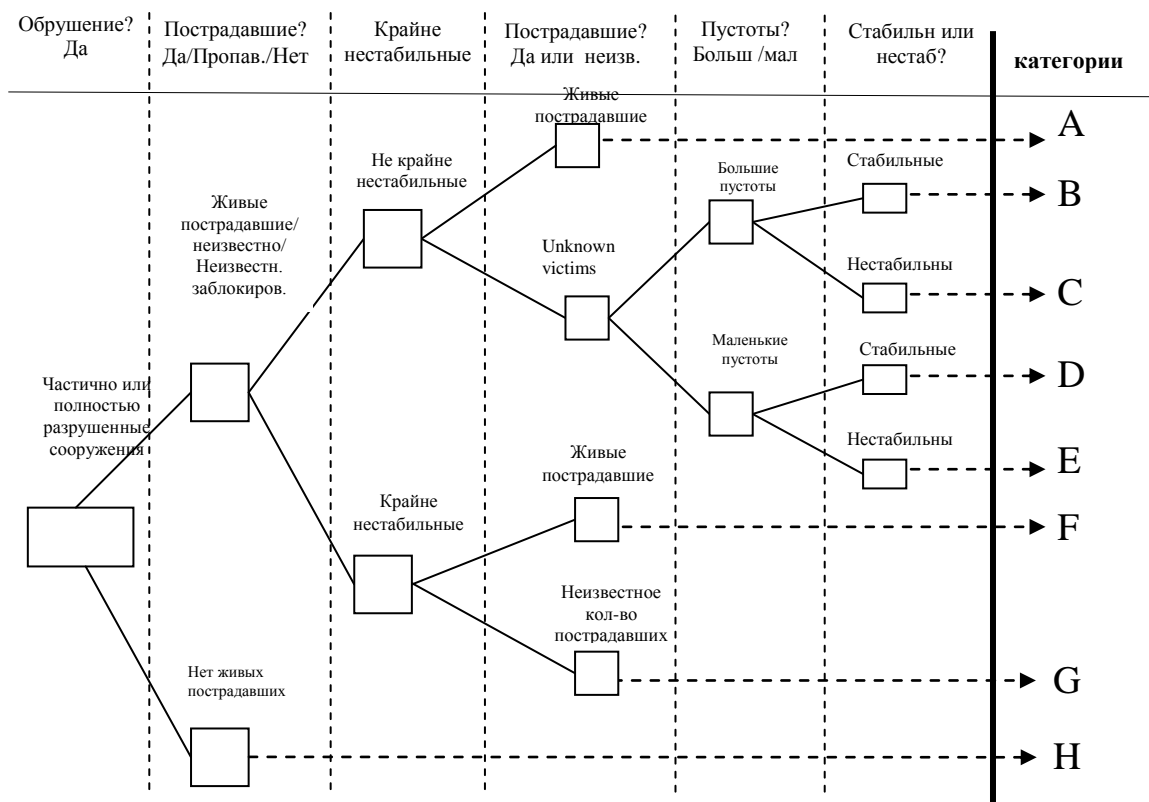 Обрушение?
Да
Пострадавшие?
Да/Пропав./Нет
Крайне
нестабильные
Пострадавшие?
Да или неизв.
Пустоты?
Больш /мал
Стабильн или
нестаб?
категории
Живые
пострадавшие
A
Не крайне
нестабильные
Большие
пустоты
Стабильные
B
Живые
пострадавшие/
неизвестно/
Неизвестн.
заблокиров.
Unknown
victims
Нестабильны
C
Маленькие
пустоты
Стабильные
D
Частично или
полностью
разрушенные
сооружения
Нестабильны
E
Живые
пострадавшие
Крайне
нестабильные
F
Неизвестное
кол-во
пострадавших
G
Нет живых
пострадавших
H